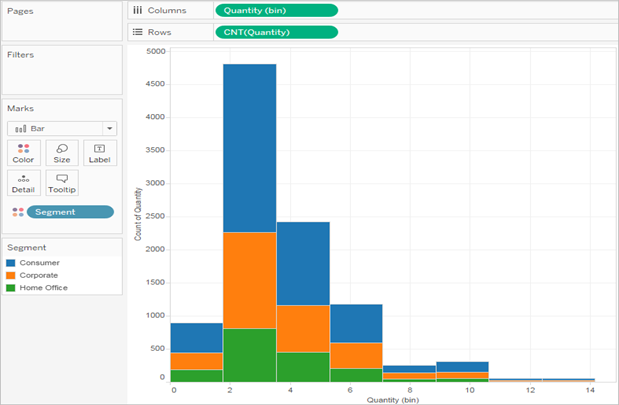 Pages
Columns
Quantity (bin)
Rows
CNT(Quantity)
Filters
Marks
Bar
Color
Size
Label
Detail
Tooltip
Segment
Segment
Consumer
Corporate
Home Office
5000
4500
4000
3500
3000
2500
2000
1500
1000
500
0
Count of Quantity
0 2 4 6 8 10 12 14
Quantity (bin)